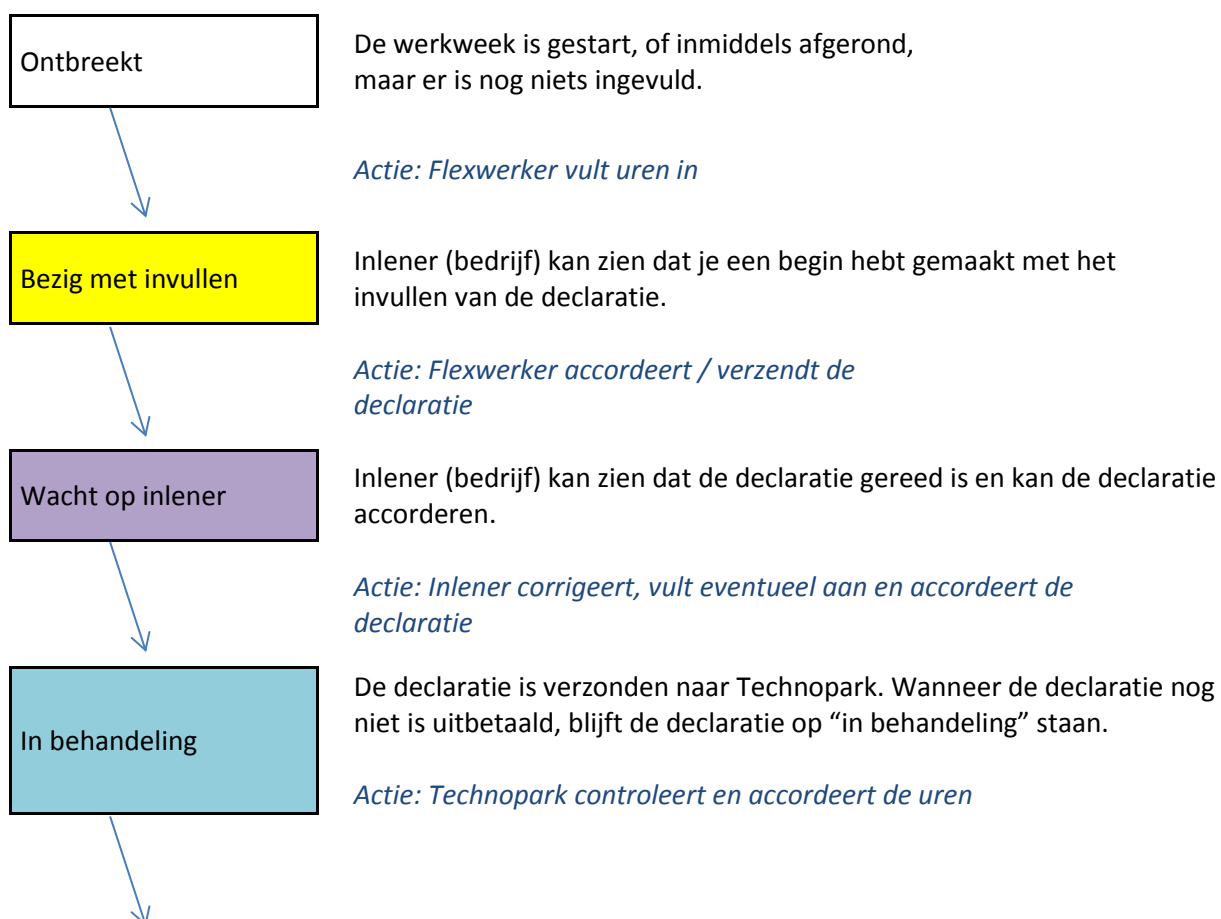 Ontbreekt
De werkweek is gestart, of inmiddels afgerond,
maar er is nog niets ingevuld.
Actie: Flexwerker vult uren in
Bezig met invullen
Inlener (bedrijf) kan zien dat je een begin hebt gemaakt met het
invullen van de declaratie.
Actie: Flexwerker accordeert / verzendt de
declaratie
Wacht op inlener
Inlener (bedrijf) kan zien dat de declaratie gereed is en kan de declaratie
accorderen.
Actie: Inlener corrigeert, vult eventueel aan en accordeert de
declaratie
In behandeling
De declaratie is verzonden naar Technopark. Wanneer de declaratie nog
niet is uitbetaald, blijft de declaratie op “in behandeling” staan.
Actie: Technopark controleert en accordeert de uren